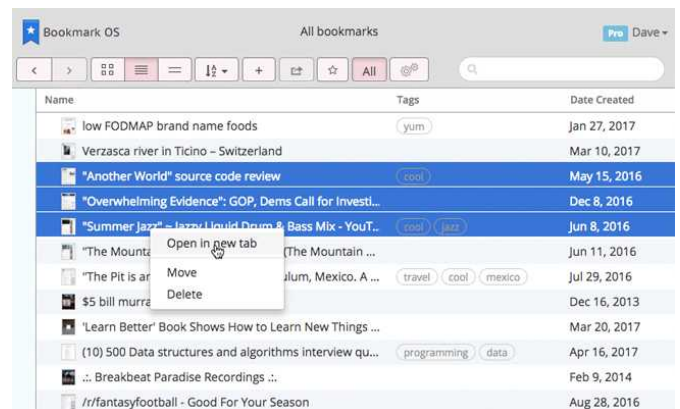 Bookmark OS All bookmarks Pro Dave
All
Name Tags Date Created
low FODMAP brand name foods yum Jan 27, 2017
Verzasca river in Ticino – Switzerland Mar 10, 2017
"Another World" source code review cool May 15, 2016
"Overwhelming Evidence": GOP, Dems Call for Investi... Dec 8, 2016
"Summer Jazz" ~ Jazzy Liquid Drum & Bass Mix - YouT.. cool jazz Jun 8, 2016
Open in new tab
"The Mounta (The Mountain ... Jun 11, 2016
Move
"The Pit is ulum, Mexico. A ... travel cool mexico Jul 29, 2016
Delete
$5 bill murra Dec 16, 2013
'Learn Better' Book Shows How to Learn New Things ... Mar 20, 2017
(10) 500 Data structures and algorithms interview qu... programming data Apr 16, 2017
.:. Breakbeat Paradise Recordings .:. Feb 9, 2014
/r/fantasyfootball - Good For Your Season Aug 28, 2016